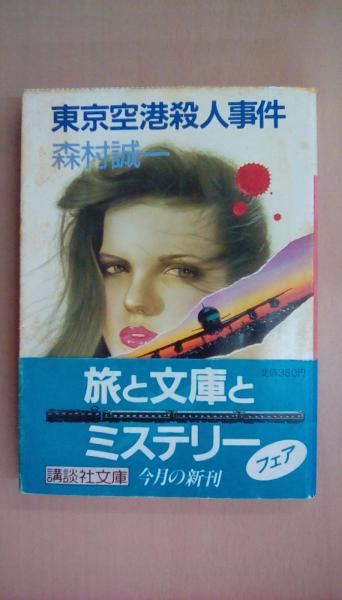 東京空港殺人事件
森村誠一
定価380円
旅と文庫と
ミステリー
フェア
講談社文庫 今月の新刊